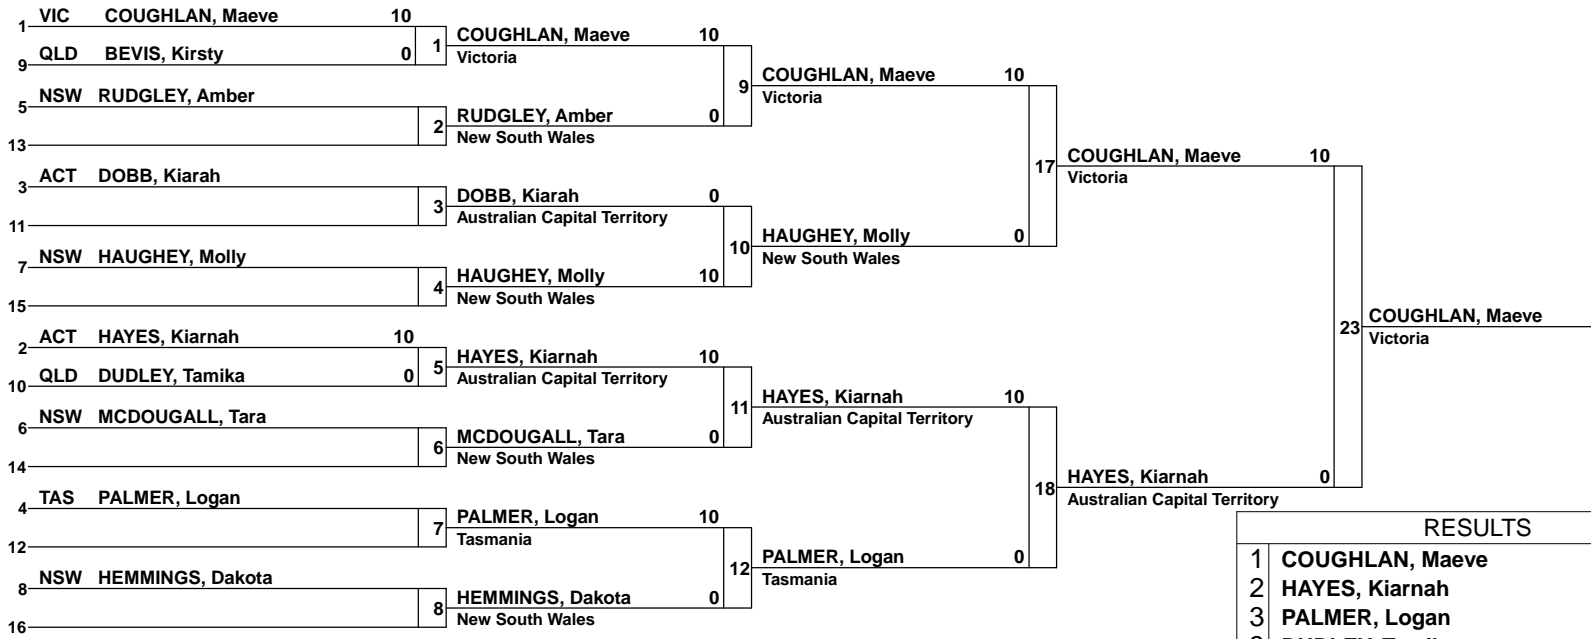 1 VIC COUGHLAN, Maeve 10
9 QLD BEVIS, Kirsty 0
1
5 NSW RUDGLEY, Amber
13
2
3 ACT DOBB, Kiarah
11
3
7 NSW HAUGHEY, Molly
15
4
2 ACT HAYES, Kiarnah 10
10 QLD DUDLEY, Tamika 0
5
6 NSW MCDOUGALL, Tara
14
6
4 TAS PALMER, Logan
12
7
8 NSW HEMMINGS, Dakota
16
8
COUGHLAN, Maeve 10
Victoria
9
RUDGLEY, Amber 0
New South Wales
DOBB, Kiarah 0
Australian Capital Territory
10
HAUGHEY, Molly 10
New South Wales
HAYES, Kiarnah 10
Australian Capital Territory
11
MCDOUGALL, Tara 0
New South Wales
PALMER, Logan 10
Tasmania
12
HEMMINGS, Dakota 0
New South Wales
COUGHLAN, Maeve 10
Victoria
17
HAUGHEY, Molly 0
New South Wales
HAYES, Kiarnah 10
Australian Capital Territory
18
PALMER, Logan 0
Tasmania
COUGHLAN, Maeve 10
Victoria
23
HAYES, Kiarnah 0
Australian Capital Territory
COUGHLAN, Maeve
Victoria
RESULTS
1 COUGHLAN, Maeve
2 HAYES, Kiarnah
3 PALMER, Logan